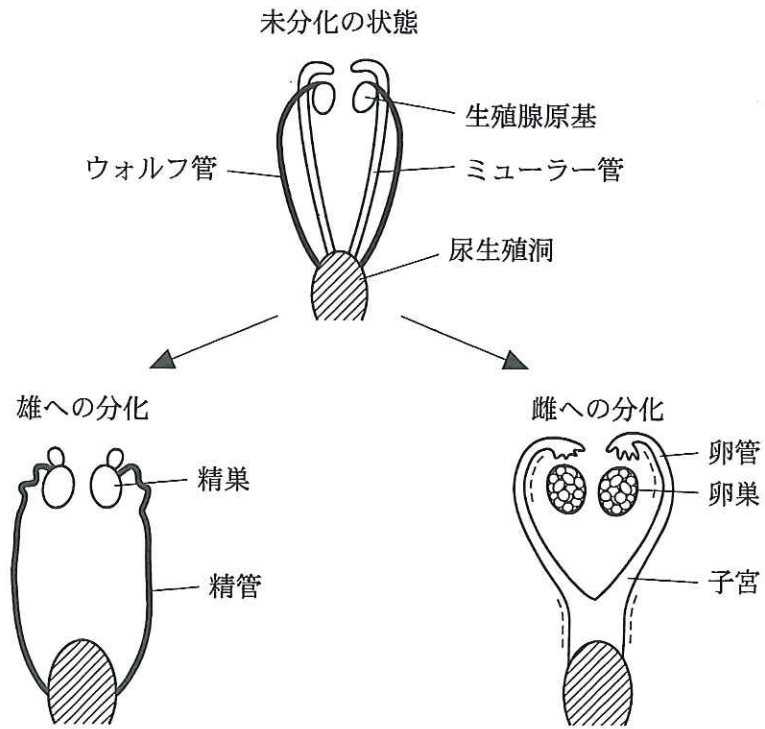 未分化の状態
生殖腺原基
ウォルフ管
ミューラー管
尿生殖洞
雄への分化
精巣
精管
雌への分化
卵管
卵巣
子宮